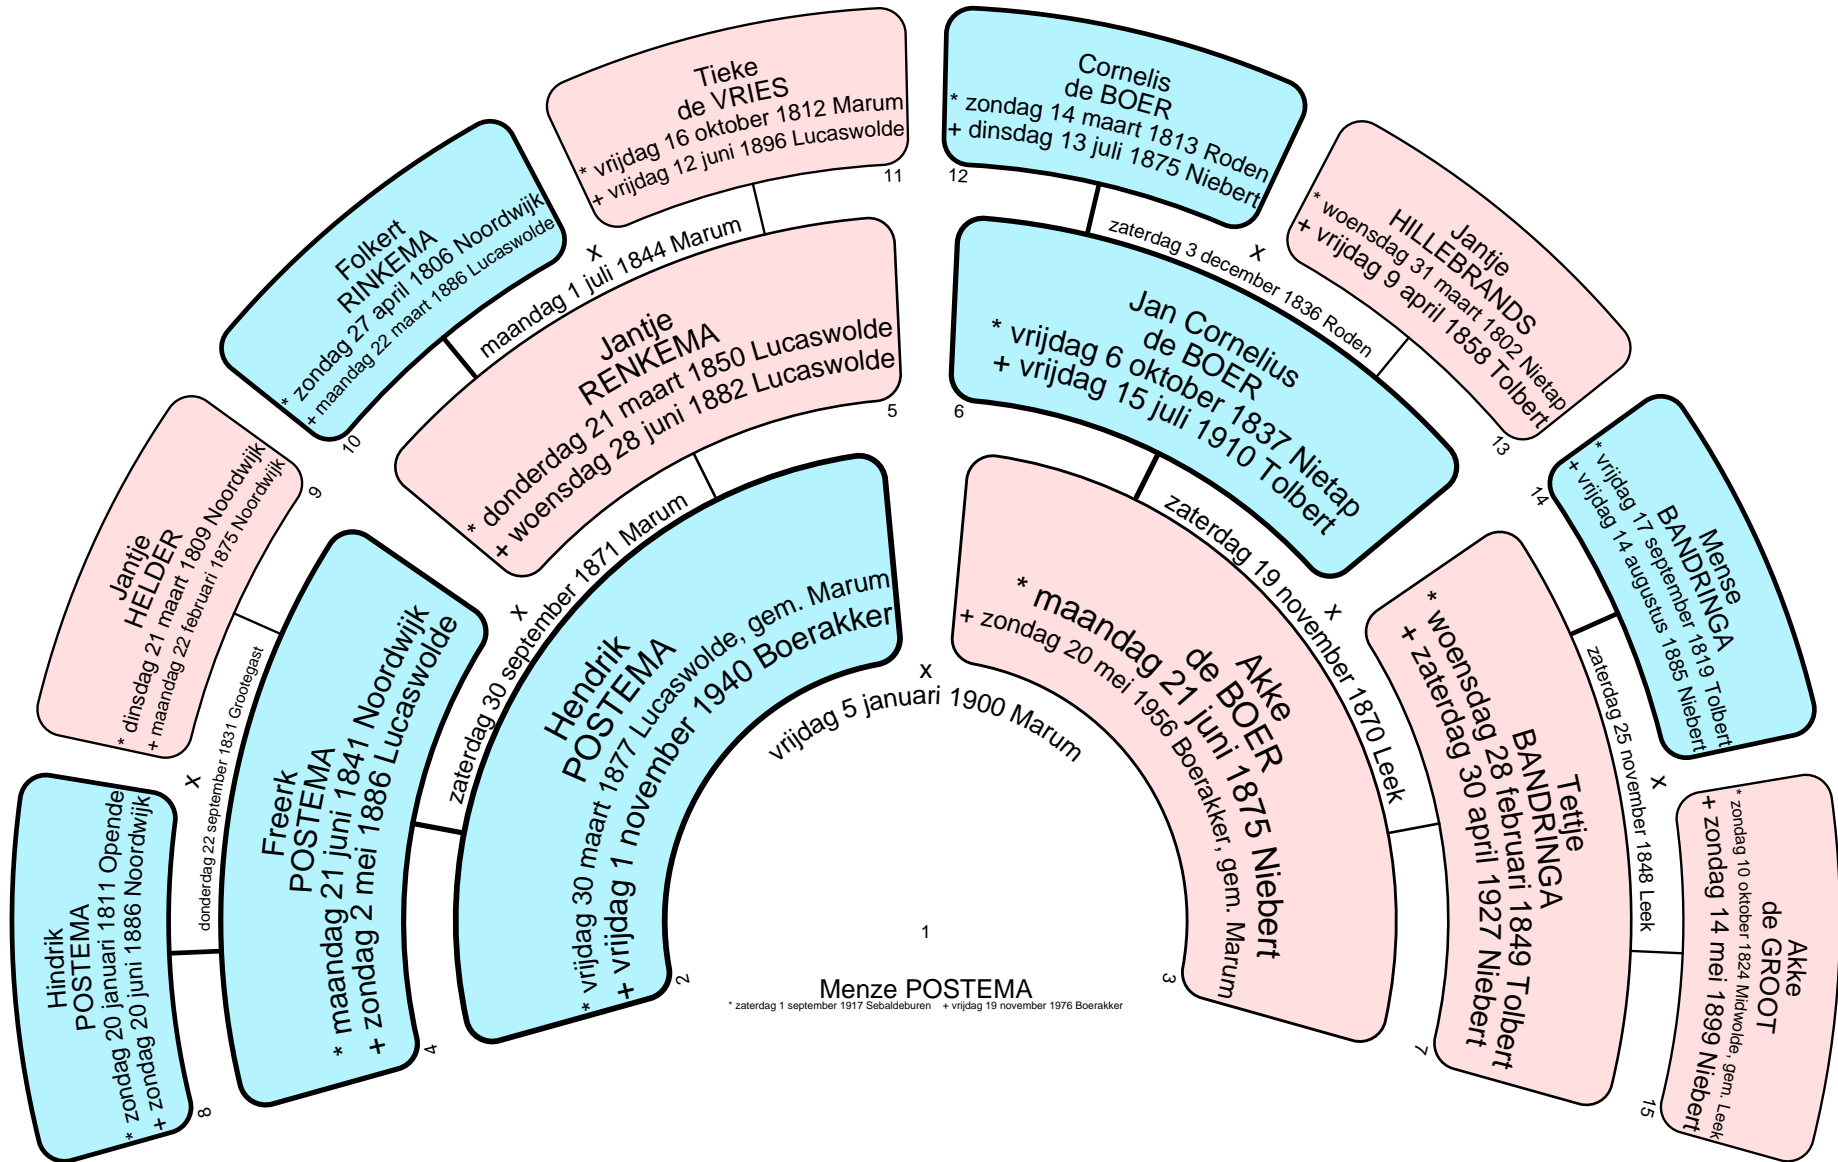 1
Menze POSTEMA
* zaterdag 1 september 1917 Sebaldeburen + vrijdag 19 november 1976 Boerakker
Hendrik
POSTEMA
* vrijdag 30 maart 1877 Lucaswolde, gem. Marum
+ vrijdag 1 november 1940 Boerakker
2
x
vrijdag 5 januari 1900 Marum
Akke
de BOER
* maandag 21 juni 1875 Niebert
+ zondag 20 mei 1956 Boerakker, gem. Marum
3
Freerk
POSTEMA
* maandag 21 juni 1841 Noordwijk
+ zondag 2 mei 1886 Lucaswolde
4
x
zaterdag 30 september 1871 Marum
Jantje
RENKEMA
* donderdag 21 maart 1850 Lucaswolde
+ woensdag 28 juni 1882 Lucaswolde
5
Jan Cornelius
de BOER
* vrijdag 6 oktober 1837 Nietap
+ vrijdag 15 juli 1910 Tolbert
6
x
zaterdag 19 november 1870 Leek
Tettje
BANDRINGA
* woensdag 28 februari 1849 Tolbert
+ zaterdag 30 april 1927 Niebert
7
Hindrik
POSTEMA
* zondag 20 januari 1811 Opende
+ zondag 20 juni 1886 Noordwijk
8
x
donderdag 22 september 1831 Grootegast
Jantje
HELDER
* dinsdag 21 maart 1809 Noordwijk
+ maandag 22 februari 1875 Noordwijk
9
Folkert
RINKEMA
* zondag 27 april 1806 Noordwijk
+ maandag 22 maart 1886 Lucaswolde
10
x
maandag 1 juli 1844 Marum
Tieke
de VRIES
* vrijdag 16 oktober 1812 Marum
+ vrijdag 12 juni 1896 Lucaswolde
11
Cornelis
de BOER
* zondag 14 maart 1813 Roden
+ dinsdag 13 juli 1875 Niebert
12
x
zaterdag 3 december 1836 Roden
Jantje
HILLEBRANDS
* woensdag 31 maart 1802 Nietap
+ vrijdag 9 april 1858 Tolbert
13
Mense
BANDRINGA
* vrijdag 17 september 1819 Tolbert
+ vrijdag 14 augustus 1885 Niebert
14
x
zaterdag 25 november 1848 Leek
Akke
de GROOT
* zondag 10 oktober 1824 Midwolde, gem. Leek
+ zondag 14 mei 1899 Niebert
15